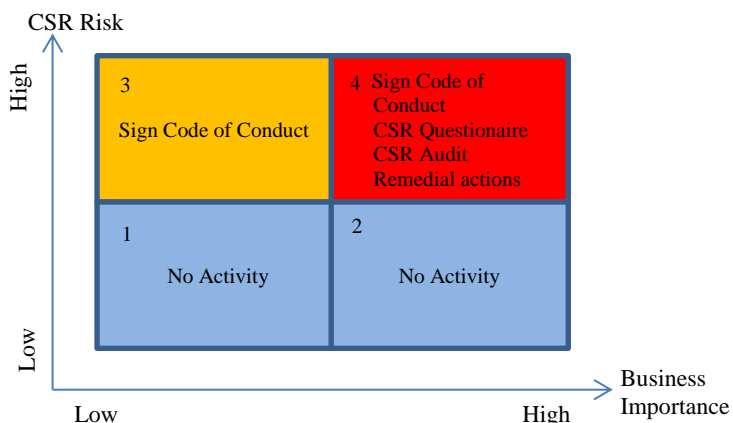 CSR Risk
High
3
Sign Code of Conduct
4 Sign Code of
Conduct
CSR Questionaire
CSR Audit
Remedial actions
1
No Activity
2
No Activity
Low
Business
Importance
Low
High